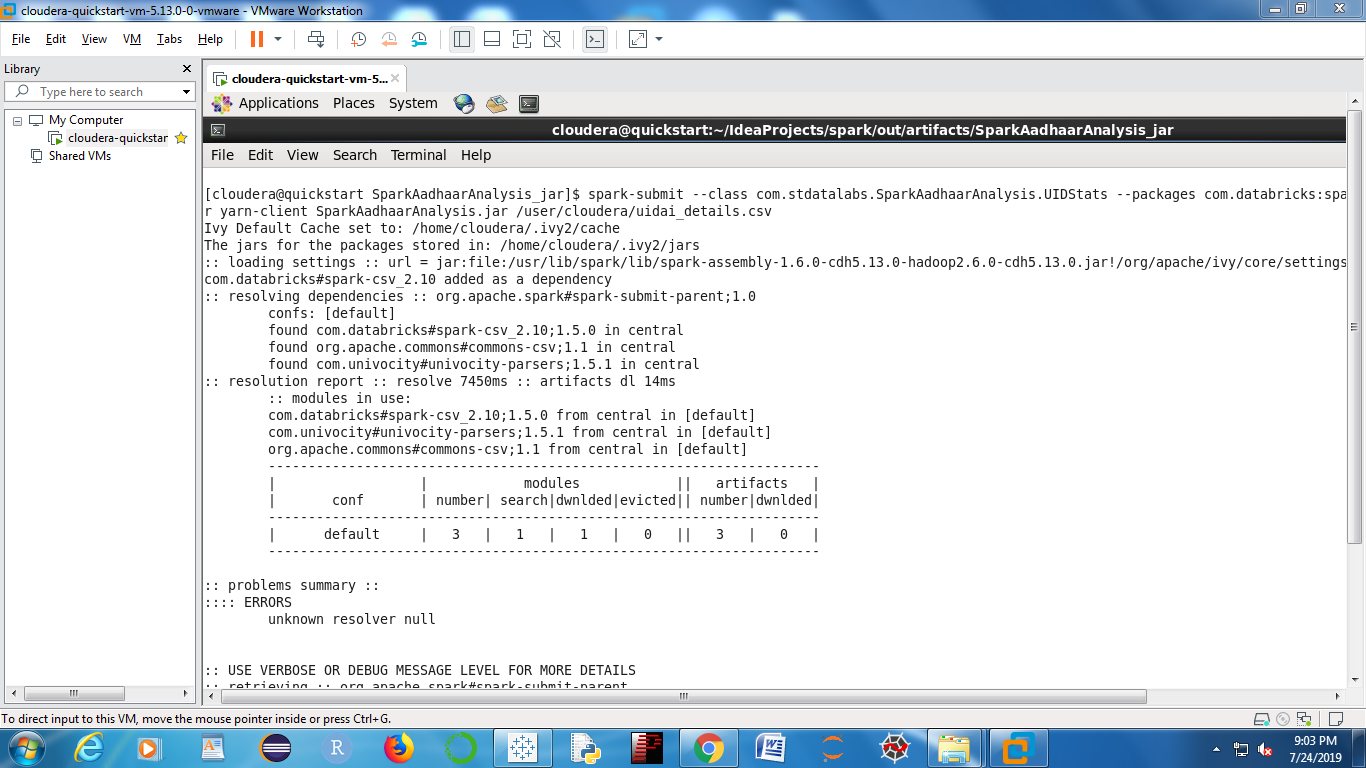 cloudera-quickstart-vm-5.13.0-0-vmware - VMware Workstation
File Edit View VM Tabs Help
Library
Type here to search
My Computer
cloudera-quickstar
Shared VMs
cloudera-quickstart-vm-5...
Applications Places System
cloudera@quickstart:~/IdeaProjects/spark/out/artifacts/SparkAadhaarAnalysis_jar
File Edit View Search Terminal Help
[cloudera@quickstart SparkAadhaarAnalysis_jar]$ spark-submit --class com.stdatalabs.SparkAadhaarAnalysis.UIDStats --packages com.databricks:spa
r yarn-client SparkAadhaarAnalysis.jar /user/cloudera/uidai_details.csv
Ivy Default Cache set to: /home/cloudera/.ivy2/cache
The jars for the packages stored in: /home/cloudera/.ivy2/jars
:: loading settings :: url = jar:file:/usr/lib/spark/lib/spark-assembly-1.6.0-cdh5.13.0-hadoop2.6.0-cdh5.13.0.jar!/org/apache/ivy/core/settings
com.databricks#spark-csv_2.10 added as a dependency
:: resolving dependencies :: org.apache.spark#spark-submit-parent;1.0
confs: [default]
found com.databricks#spark-csv_2.10;1.5.0 in central
found org.apache.commons#commons-csv;1.1 in central
found com.univocity#univocity-parsers;1.5.1 in central
:: resolution report :: resolve 7450ms :: artifacts dl 14ms
:: modules in use:
com.databricks#spark-csv_2.10;1.5.0 from central in [default]
com.univocity#univocity-parsers;1.5.1 from central in [default]
org.apache.commons#commons-csv;1.1 from central in [default]
---------------------------------------------------------------------
| | modules || artifacts |
| conf | number| search|dwnlded|evicted|| number|dwnlded|
---------------------------------------------------------------------
| default | 3 | 1 | 1 | 0 || 3 | 0 |
---------------------------------------------------------------------
:: problems summary ::
:::: ERRORS
unknown resolver null
:: USE VERBOSE OR DEBUG MESSAGE LEVEL FOR MORE DETAILS
:: retrieving :: org.apache.spark#spark-submit-parent
To direct input to this VM, move the mouse pointer inside or press Ctrl+G.
R
W
9:03 PM
7/24/2019